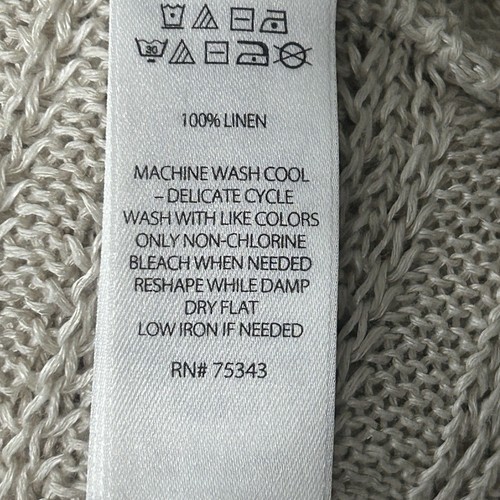 30
100% LINEN
MACHINE WASH COOL
– DELICATE CYCLE
WASH WITH LIKE COLORS
ONLY NON-CHLORINE
BLEACH WHEN NEEDED
RESHAPE WHILE DAMP
DRY FLAT
LOW IRON IF NEEDED
RN# 75343